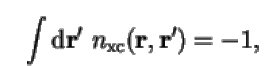 ∫ dr′ n_xc(r, r′) = −1,